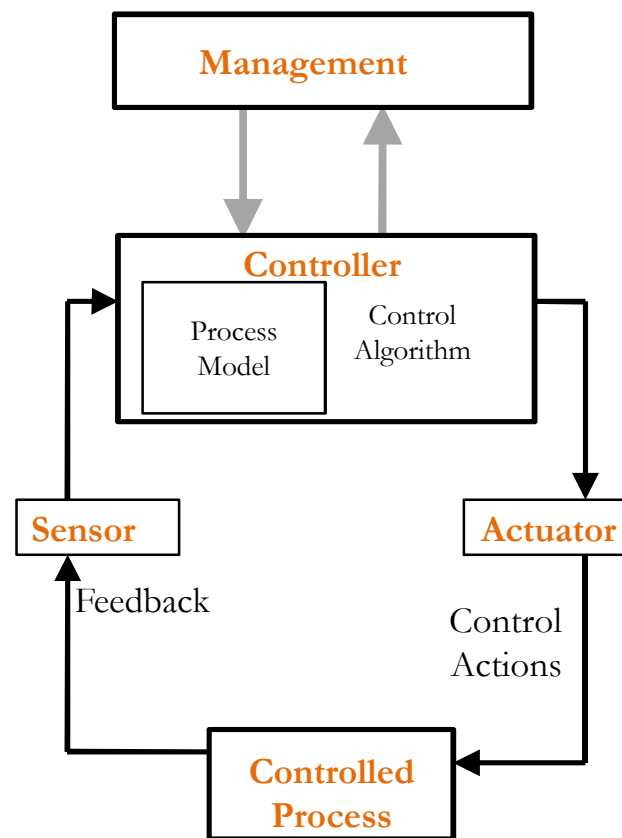 Management
Controller
Process
Model
Control
Algorithm
Sensor
Actuator
Feedback
Control
Actions
Controlled
Process